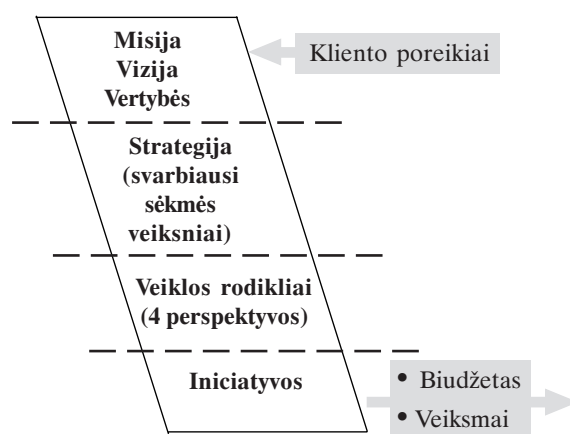 Misija
Vizija
Vertybės
Kliento poreikiai
Strategija
(svarbiausi
sėkmės
veiksniai)
Veiklos rodikliai
(4 perspektyvos)
Iniciatyvos
• Biudžetas
• Veiksmai